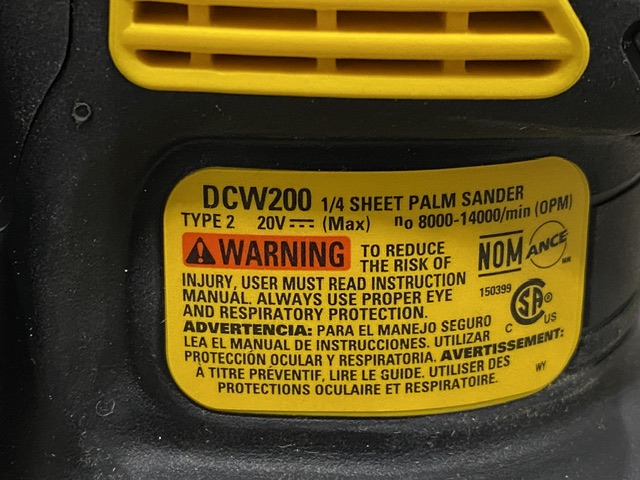 DCW200 1/4 SHEET PALM SANDER
TYPE 2 20V⎓ (Max) n₀ 8000-14000/min (OPM)
WARNING TO REDUCE
THE RISK OF
INJURY, USER MUST READ INSTRUCTION
MANUAL. ALWAYS USE PROPER EYE
AND RESPIRATORY PROTECTION.
ADVERTENCIA: PARA EL MANEJO SEGURO
LEA EL MANUAL DE INSTRUCCIONES. UTILIZAR
PROTECCIÓN OCULAR Y RESPIRATORIA. AVERTISSEMENT:
À TITRE PRÉVENTIF, LIRE LE GUIDE. UTILISER DES
PROTECTIONS OCULAIRE ET RESPIRATOIRE.
NOM ANCE
150399
CSA ®
C US
WY